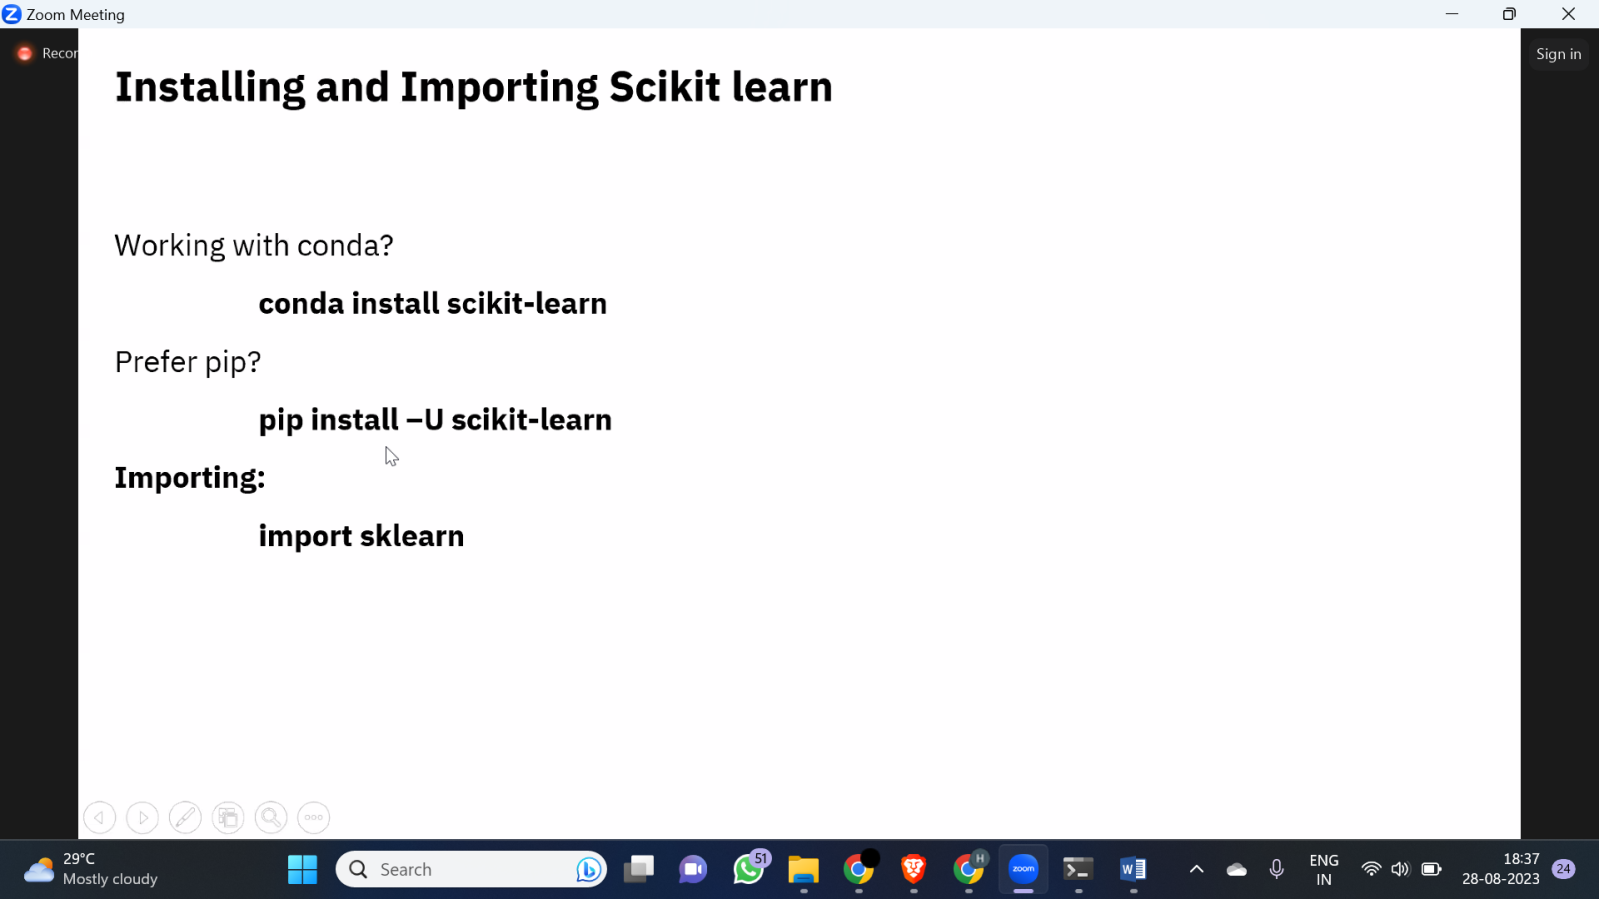 Zoom Meeting
Recor
Sign in
Installing and Importing Scikit learn
Working with conda?
conda install scikit-learn
Prefer pip?
pip install –U scikit-learn
Importing:
import sklearn
29°C
Mostly cloudy
Search
51
H
zoom
W
ENG
IN
18:37
28-08-2023
24